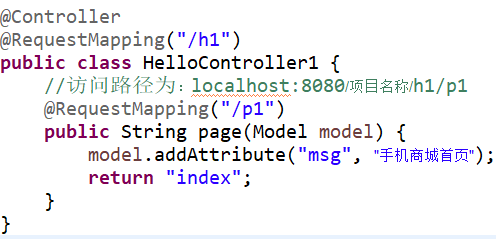 @Controller
@RequestMapping("/h1")
public class HelloController1 {
//访问路径为：localhost:8080/项目名称/h1/p1
@RequestMapping("/p1")
public String page(Model model) {
model.addAttribute("msg", "手机商城首页");
return "index";
}
}